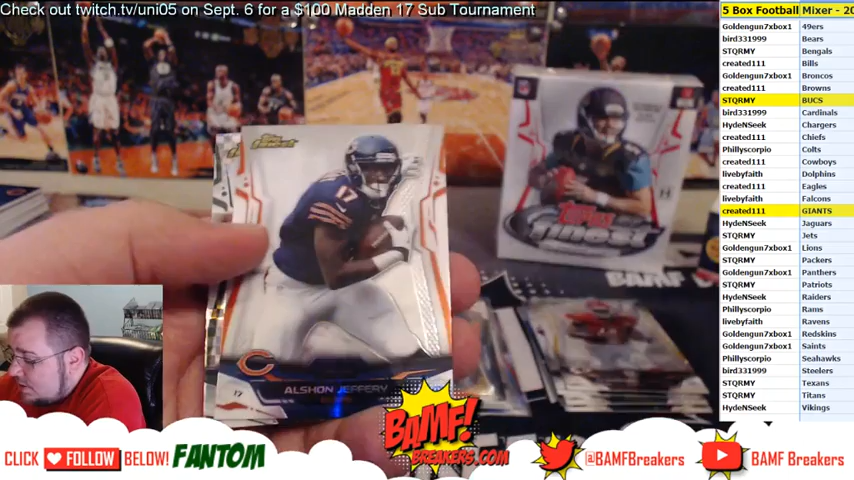 Check out twitch.tv/uni05 on Sept. 6 for a $100 Madden 17 Sub Tournament
5 Box Football Mixer - 20
Goldengun7xbox1 49ers
bird331999 Bears
STQRMY Bengals
created111 Bills
Goldengun7xbox1 Broncos
created111 Browns
STQRMY BUCS
bird331999 Cardinals
HydeNSeek Chargers
created111 Chiefs
Phillyscorpio Colts
created111 Cowboys
livebyfaith Dolphins
created111 Eagles
livebyfaith Falcons
created111 GIANTS
HydeNSeek Jaguars
STQRMY Jets
Goldengun7xbox1 Lions
STQRMY Packers
Goldengun7xbox1 Panthers
STQRMY Patriots
HydeNSeek Raiders
Phillyscorpio Rams
livebyfaith Ravens
Goldengun7xbox1 Redskins
Goldengun7xbox1 Saints
Phillyscorpio Seahawks
bird331999 Steelers
STQRMY Texans
STQRMY Titans
HydeNSeek Vikings
Finest
17
C
ALSHON JEFFERY
17
Topps
finest
BAMF
BAMF!
BREAKERS.COM
CLICK FOLLOW BELOW! FANTOM
@BAMFBreakers
BAMF Breakers